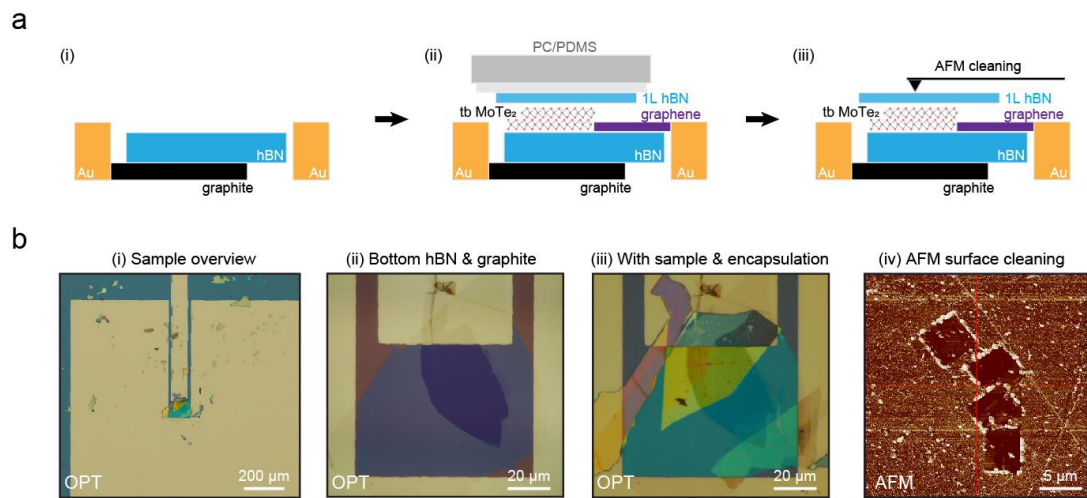 a
(i)
Au
hBN
graphite
Au
(ii)
PC/PDMS
1L hBN
tb MoTe₂
graphene
Au
hBN
graphite
Au
(iii)
AFM cleaning
1L hBN
tb MoTe₂
graphene
Au
hBN
graphite
Au
b
(i) Sample overview
OPT
200 µm
(ii) Bottom hBN & graphite
OPT
20 µm
(iii) With sample & encapsulation
OPT
20 µm
(iv) AFM surface cleaning
AFM
5 µm